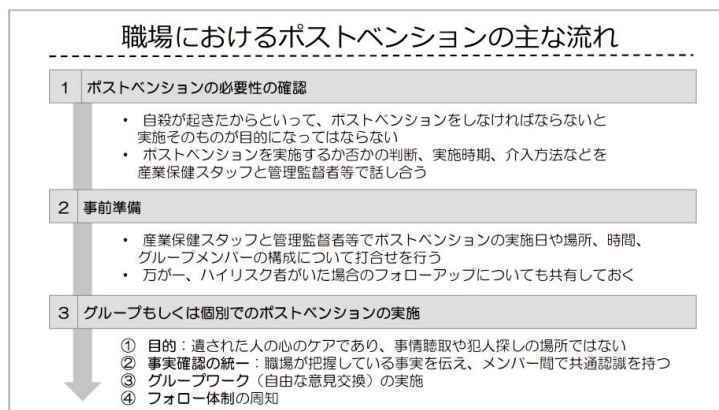 職場におけるポストベンションの主な流れ
1 ポストベンションの必要性の確認
• 自殺が起きたからといって、ポストベンションをしなければならないと
実施そのものが目的になってはならない
• ポストベンションを実施するか否かの判断、実施時期、介入方法などを
産業保健スタッフと管理監督者等で話し合う
2 事前準備
• 産業保健スタッフと管理監督者等でポストベンションの実施日や場所、時間、
グループメンバーの構成について打合せを行う
• 万が一、ハイリスク者がいた場合のフォローアップについても共有しておく
3 グループもしくは個別でのポストベンションの実施
① 目的：遺された人の心のケアであり、事情聴取や犯人探しの場所ではない
② 事実確認の統一：職場が把握している事実を伝え、メンバー間で共通認識を持つ
③ グループワーク（自由な意見交換）の実施
④ フォロー体制の周知